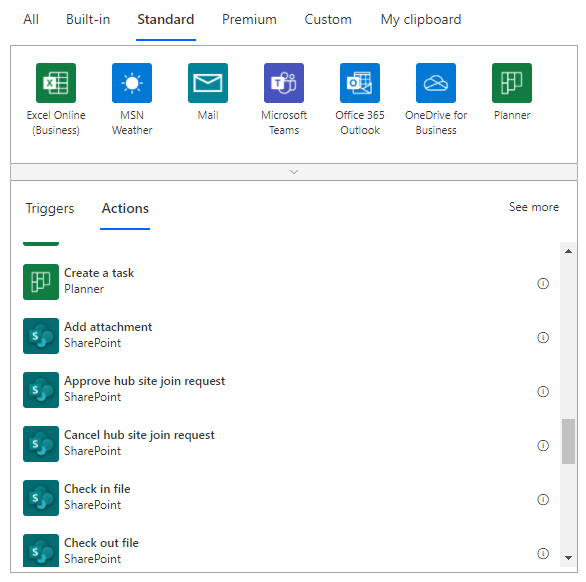 All Built-in Standard Premium Custom My clipboard
Excel Online (Business)
MSN Weather
Mail
Microsoft Teams
Office 365 Outlook
OneDrive for Business
Planner
Triggers Actions See more
Create a task
Planner
Add attachment
SharePoint
Approve hub site join request
SharePoint
Cancel hub site join request
SharePoint
Check in file
SharePoint
Check out file
SharePoint